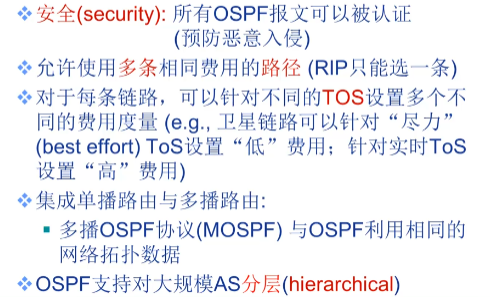 ❖安全(security): 所有OSPF报文可以被认证
(预防恶意入侵)
❖允许使用多条相同费用的路径 (RIP只能选一条)
❖对于每条链路，可以针对不同的TOS设置多个不
同的费用度量 (e.g., 卫星链路可以针对“尽力”
(best effort) ToS设置“低”费用；针对实时ToS
设置“高”费用)
❖集成单播路由与多播路由:
▪ 多播OSPF协议(MOSPF) 与OSPF利用相同的
网络拓扑数据
❖OSPF支持对大规模AS分层(hierarchical)